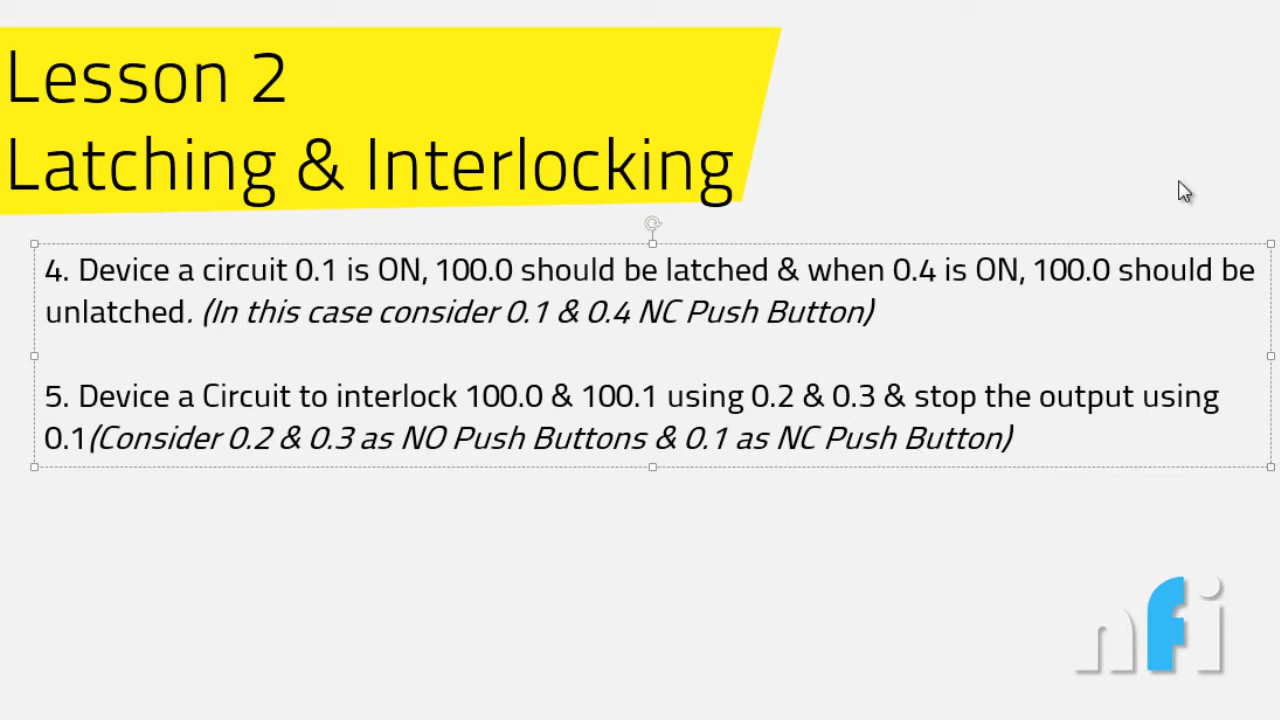 Lesson 2
Latching & Interlocking
4. Device a circuit 0.1 is ON, 100.0 should be latched & when 0.4 is ON, 100.0 should be
unlatched. (In this case consider 0.1 & 0.4 NC Push Button)
5. Device a Circuit to interlock 100.0 & 100.1 using 0.2 & 0.3 & stop the output using
0.1(Consider 0.2 & 0.3 as NO Push Buttons & 0.1 as NC Push Button)
nfi